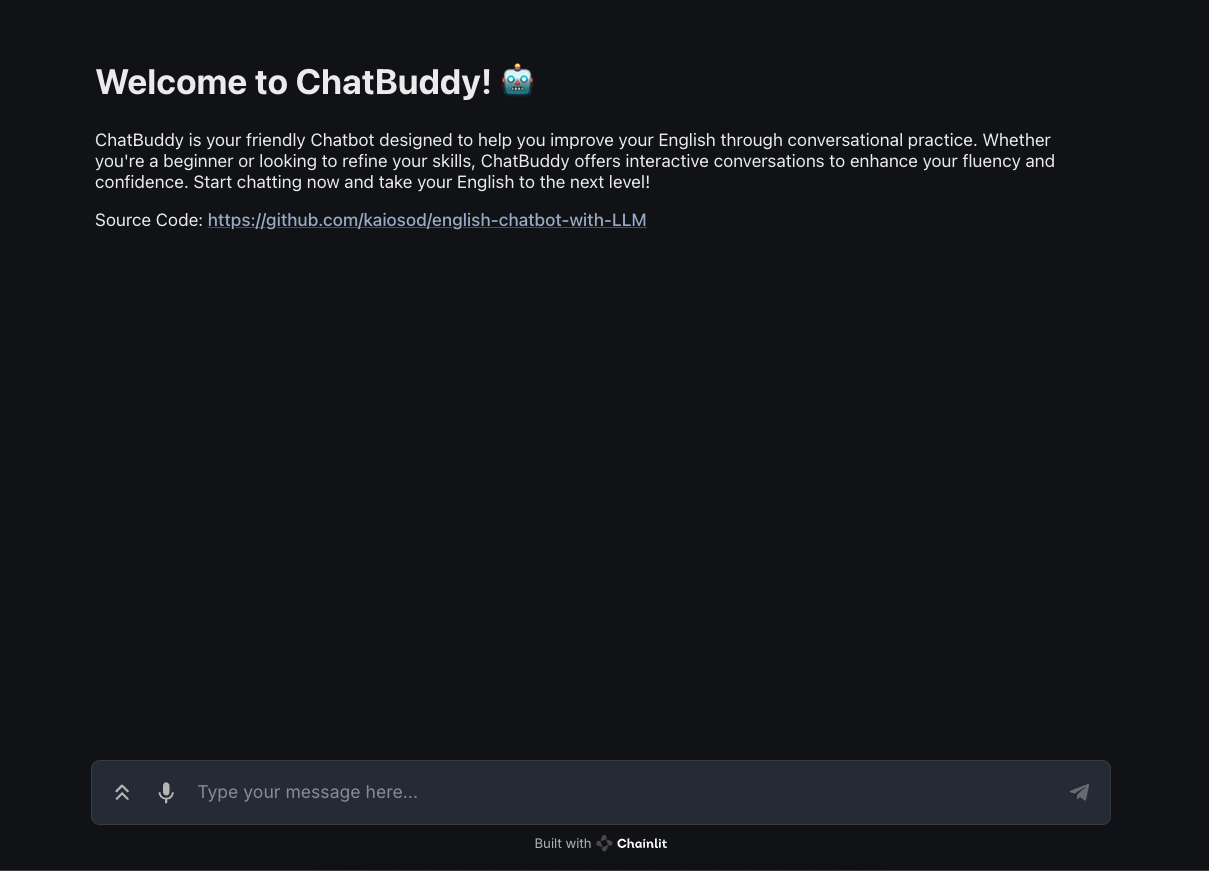 Welcome to ChatBuddy! 🤖
ChatBuddy is your friendly Chatbot designed to help you improve your English through conversational practice. Whether
you're a beginner or looking to refine your skills, ChatBuddy offers interactive conversations to enhance your fluency and
confidence. Start chatting now and take your English to the next level!
Source Code: https://github.com/kaiosod/english-chatbot-with-LLM
Type your message here...
Built with Chainlit